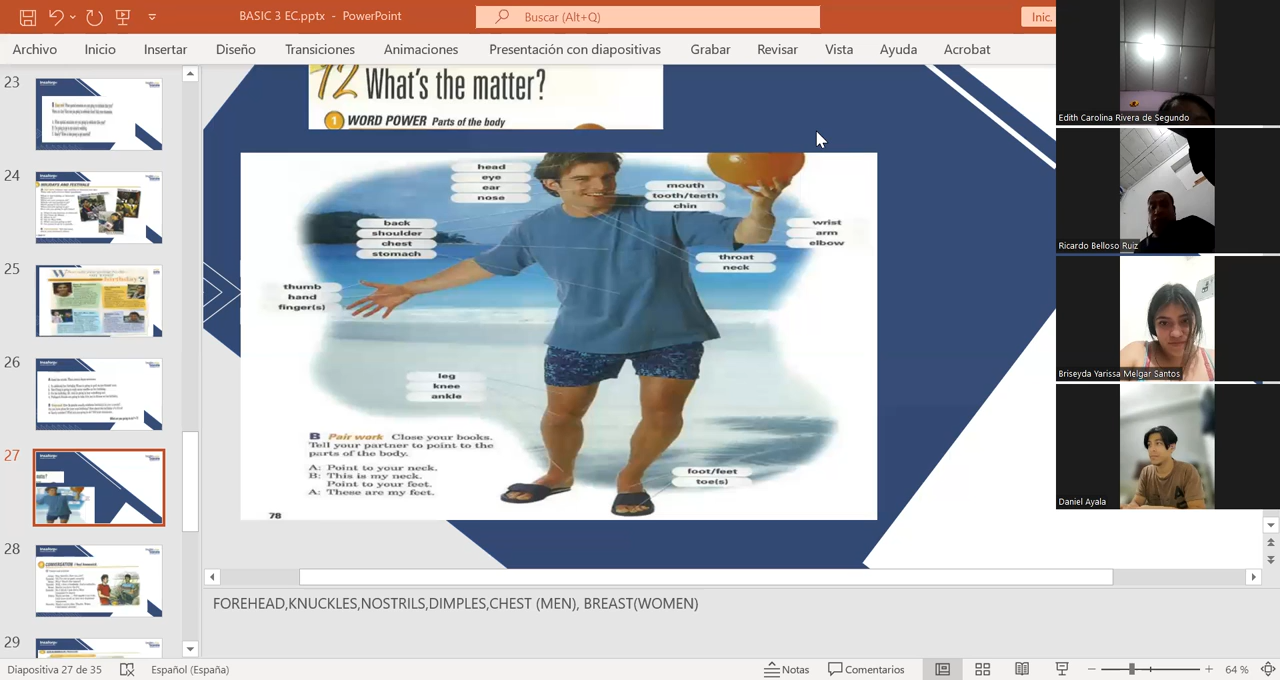 BASIC 3 EC.pptx - PowerPoint
Buscar (Alt+Q)
Inic.
Archivo Inicio Insertar Diseño Transiciones Animaciones Presentación con diapositivas Grabar Revisar Vista Ayuda Acrobat
23
24
HOLIDAYS AND FESTIVALS
25
26
27
28
CONVERSATION
29
12 What's the matter?
1 WORD POWER Parts of the body
head
eye
ear
nose
mouth
tooth/teeth
chin
back
shoulder
chest
stomach
wrist
arm
elbow
throat
neck
thumb
hand
finger(s)
leg
knee
ankle
B Pair work Close your books.
Tell your partner to point to the
parts of the body.
A: Point to your neck.
B: This is my neck.
Point to your feet.
A: These are my feet.
foot/feet
toe(s)
78
FOREHEAD,KNUCKLES,NOSTRILS,DIMPLES,CHEST (MEN), BREAST(WOMEN)
Diapositiva 27 de 35 Español (España) Notas Comentarios 64 %
Edith Carolina Rivera de Segundo
Ricardo Belloso Ruiz
Briseyda Yarissa Melgar Santos
Daniel Ayala